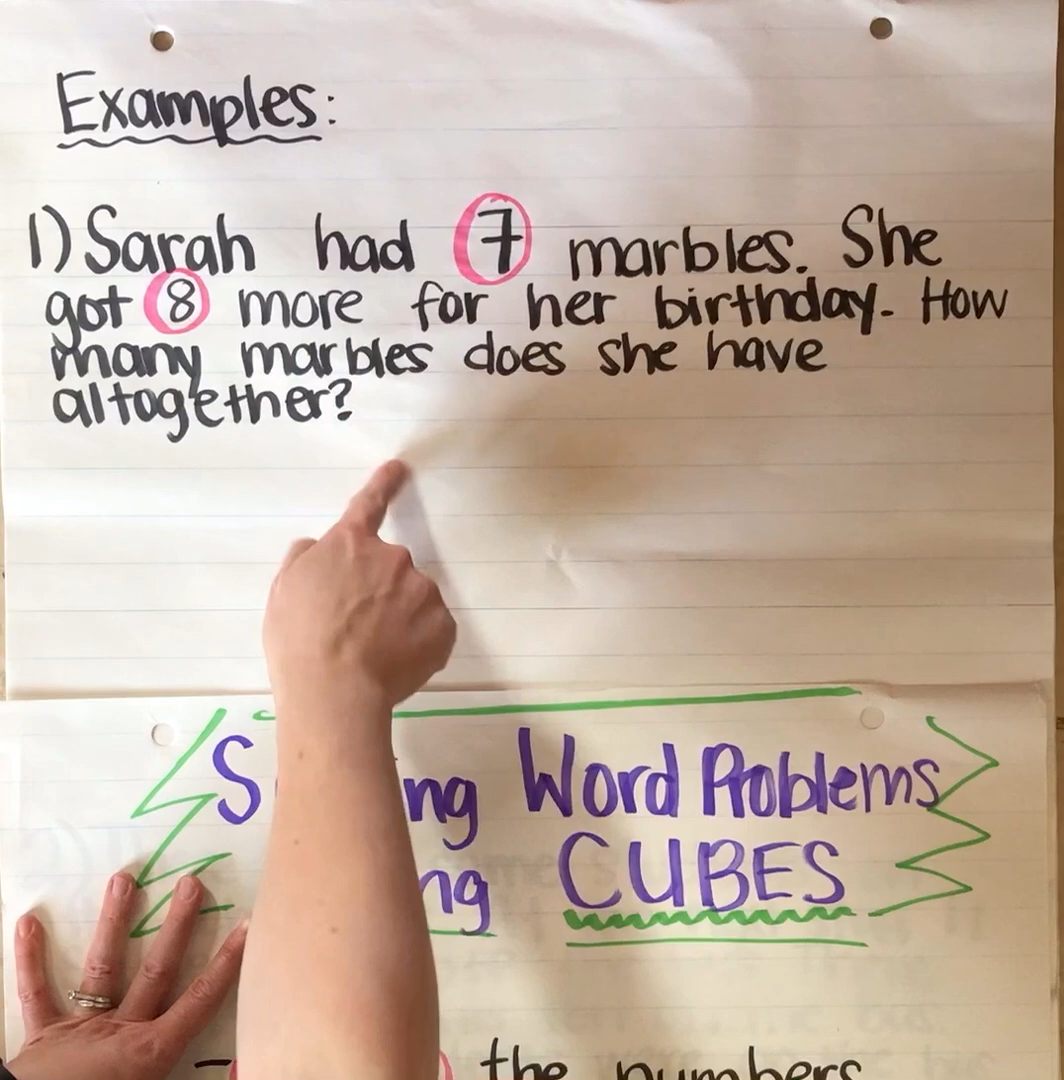 Examples:
1) Sarah had 7 marbles. She
got 8 more for her birthday. How
many marbles does she have
altogether?
Word Problems
CUBES
the numbers